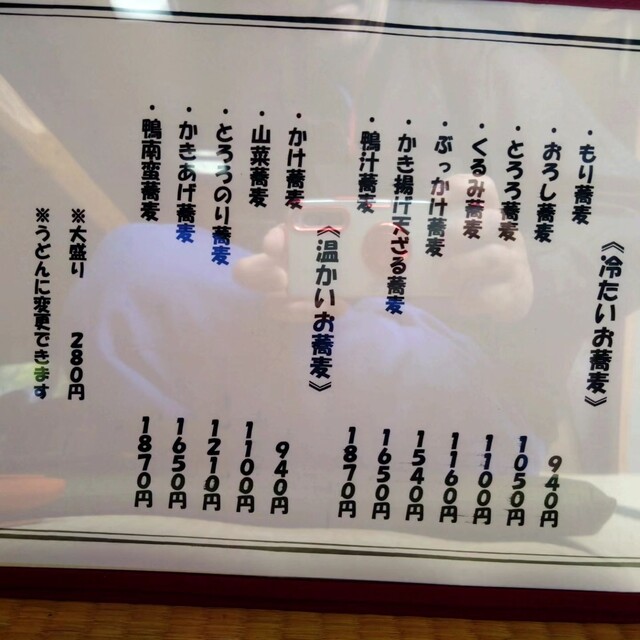 《冷たいお蕎麦》
・もり蕎麦 940円
・おろし蕎麦 1050円
・とろろ蕎麦 1100円
・くるみ蕎麦 1160円
・ぶっかけ蕎麦 1540円
・かき揚げ天ざる蕎麦 1650円
・鴨汁蕎麦 1870円
《温かいお蕎麦》
・かけ蕎麦 940円
・山菜蕎麦 1100円
・とろろのり蕎麦 1210円
・かきあげ蕎麦 1650円
・鴨南蛮蕎麦 1870円
※大盛り 280円
※うどんに変更できます